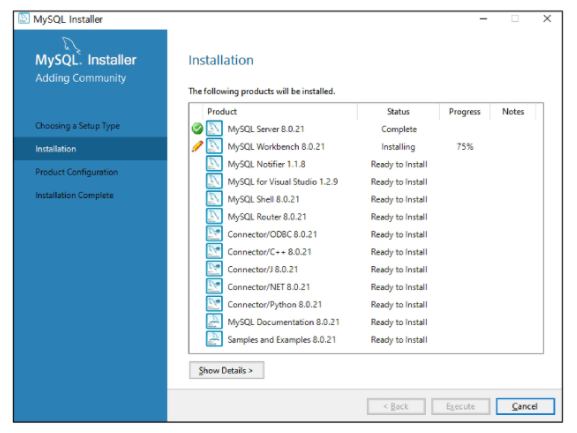 MySQL Installer
MySQL. Installer
Adding Community
Choosing a Setup Type
Installation
Product Configuration
Installation Complete
Installation
The following products will be installed.
Product Status Progress Notes
MySQL Server 8.0.21 Complete
MySQL Workbench 8.0.21 Installing 75%
MySQL Notifier 1.1.8 Ready to Install
MySQL for Visual Studio 1.2.9 Ready to Install
MySQL Shell 8.0.21 Ready to Install
MySQL Router 8.0.21 Ready to Install
Connector/ODBC 8.0.21 Ready to Install
Connector/C++ 8.0.21 Ready to Install
Connector/J 8.0.21 Ready to Install
Connector/NET 8.0.21 Ready to Install
Connector/Python 8.0.21 Ready to Install
MySQL Documentation 8.0.21 Ready to Install
Samples and Examples 8.0.21 Ready to Install
Show Details >
< Back Execute Cancel